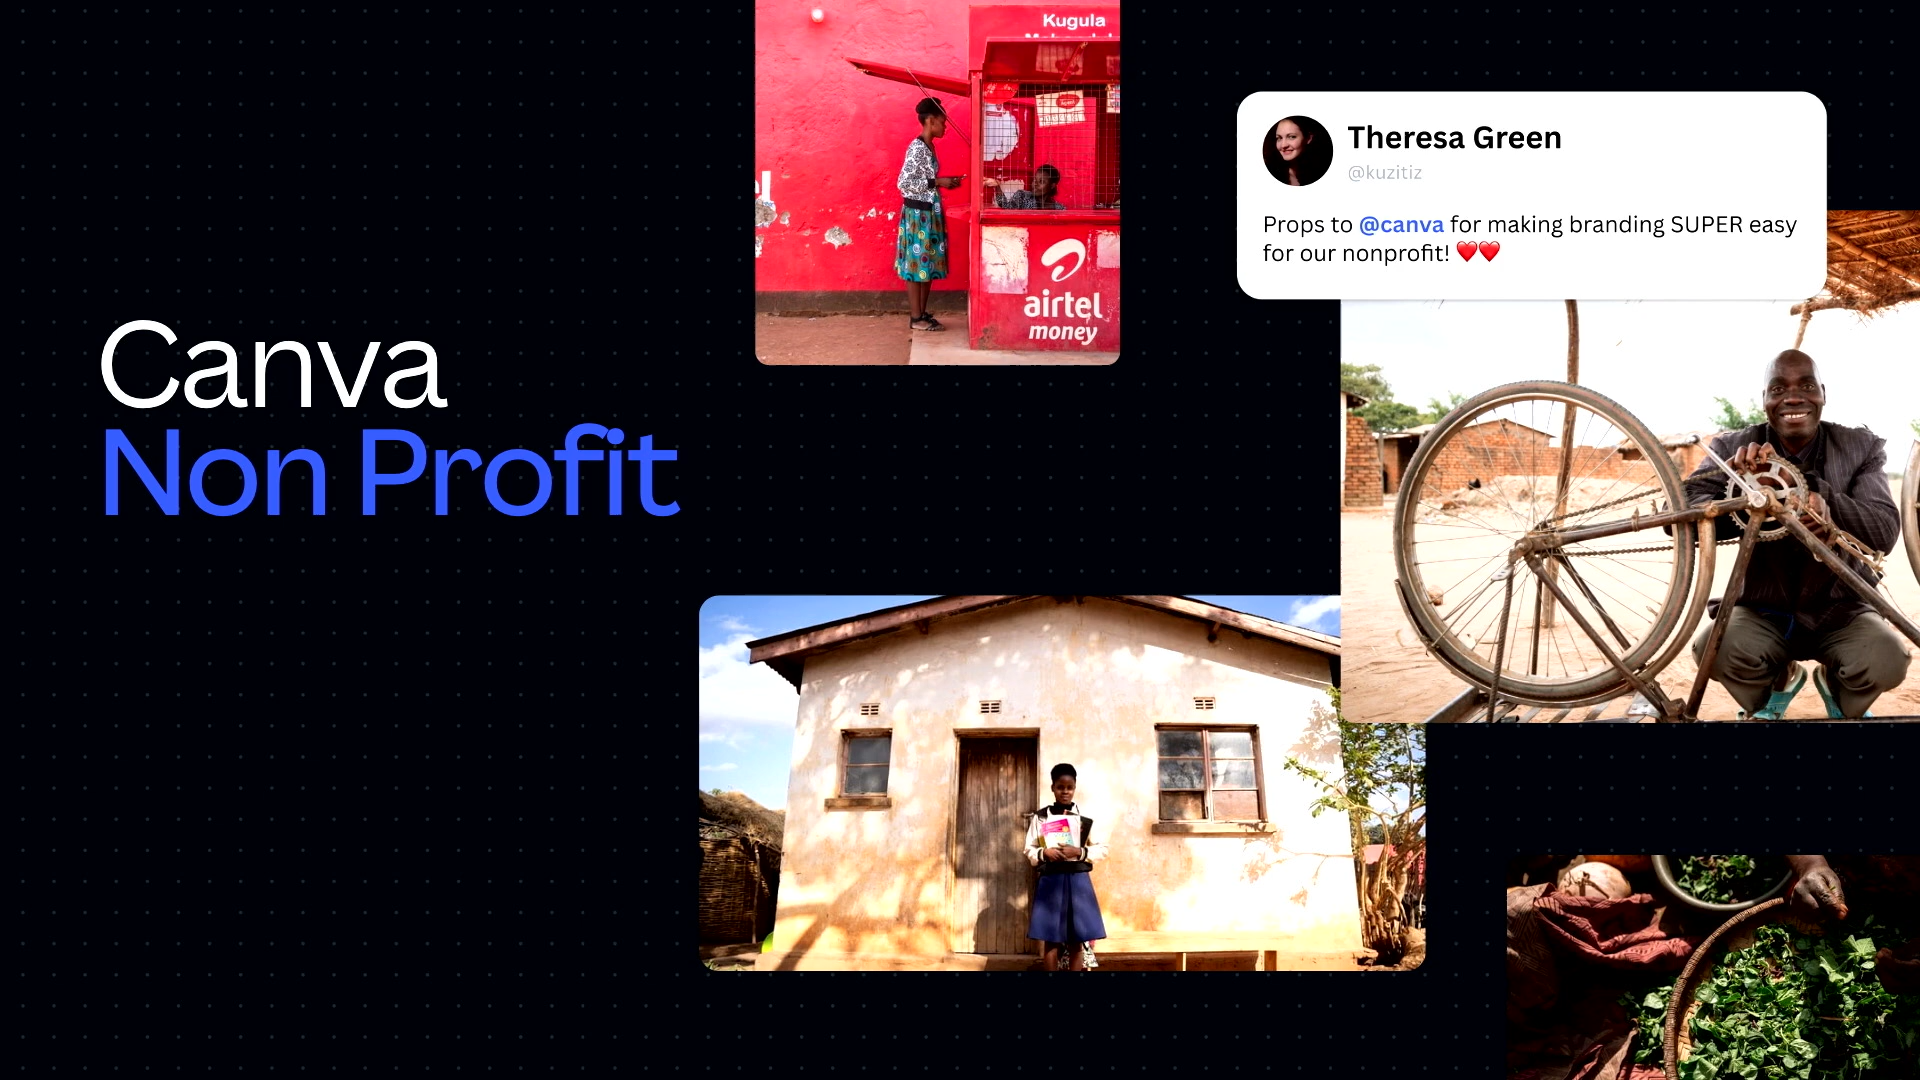 Canva
Non Profit
Kugula
airtel
money
Theresa Green
@kuzitiz
Props to @canva for making branding SUPER easy
for our nonprofit! ❤️❤️